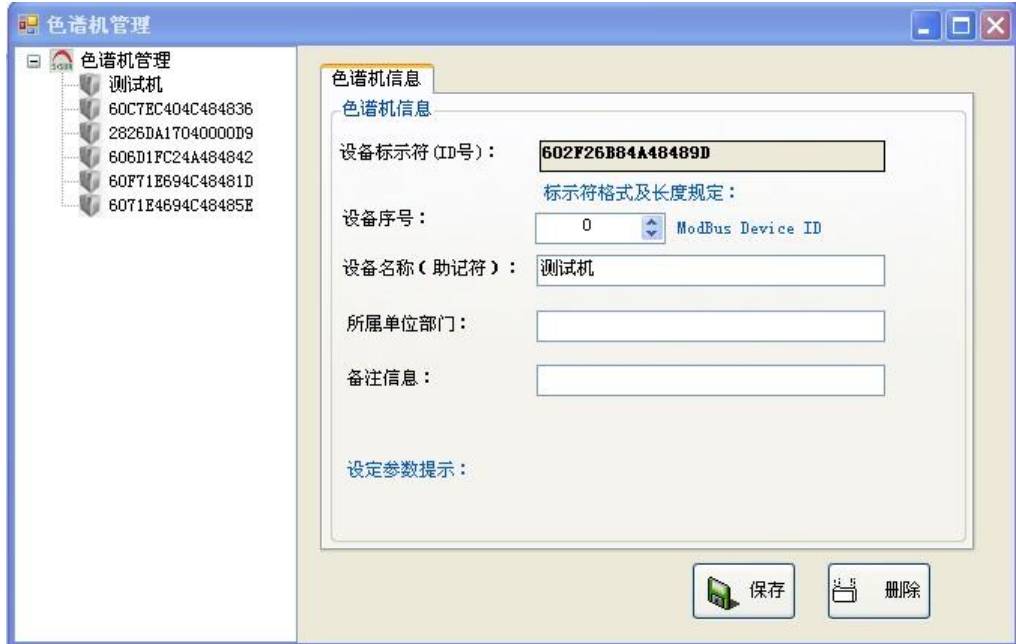 色谱机管理
色谱机管理
测试机
60C7EC404C484836
2826DA17040000D9
606D1FC24A484842
60F71E694C48481D
6071E4694C48485E
色谱机信息
色谱机信息
设备标示符(ID号)：
602F26B84A48489D
标示符格式及长度规定：
设备序号：
0
ModBus Device ID
设备名称(助记符)：
测试机
所属单位部门：
备注信息：
设定参数提示：
保存
删除